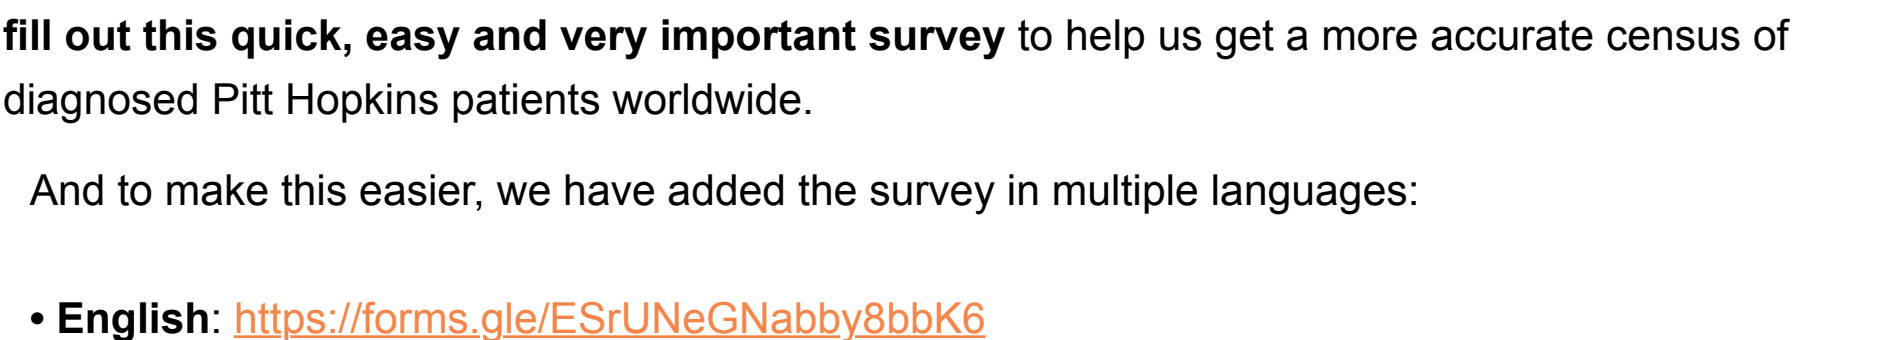 fill out this quick, easy and very important survey to help us get a more accurate census of
diagnosed Pitt Hopkins patients worldwide.
And to make this easier, we have added the survey in multiple languages:
• English: https://forms.gle/ESrUNeGNabby8bbK6